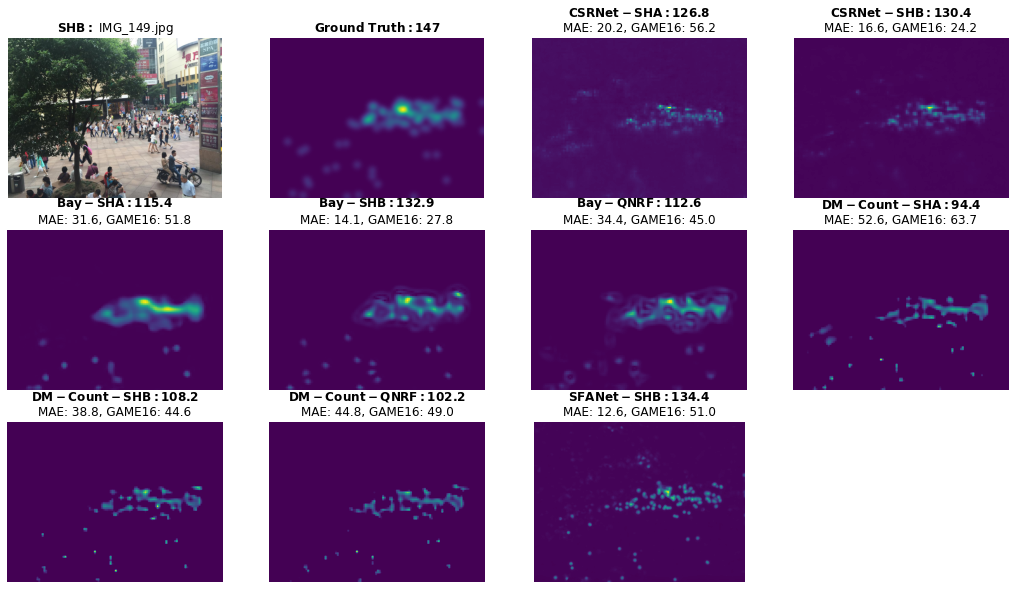 SHB: IMG_149.jpg
Ground Truth: 147
CSRNet − SHA: 126.8
MAE: 20.2, GAME16: 56.2
CSRNet − SHB: 130.4
MAE: 16.6, GAME16: 24.2
Bay − SHA: 115.4
MAE: 31.6, GAME16: 51.8
Bay − SHB: 132.9
MAE: 14.1, GAME16: 27.8
Bay − QNRF: 112.6
MAE: 34.4, GAME16: 45.0
DM − Count − SHA: 94.4
MAE: 52.6, GAME16: 63.7
DM − Count − SHB: 108.2
MAE: 38.8, GAME16: 44.6
DM − Count − QNRF: 102.2
MAE: 44.8, GAME16: 49.0
SFANet − SHB: 134.4
MAE: 12.6, GAME16: 51.0